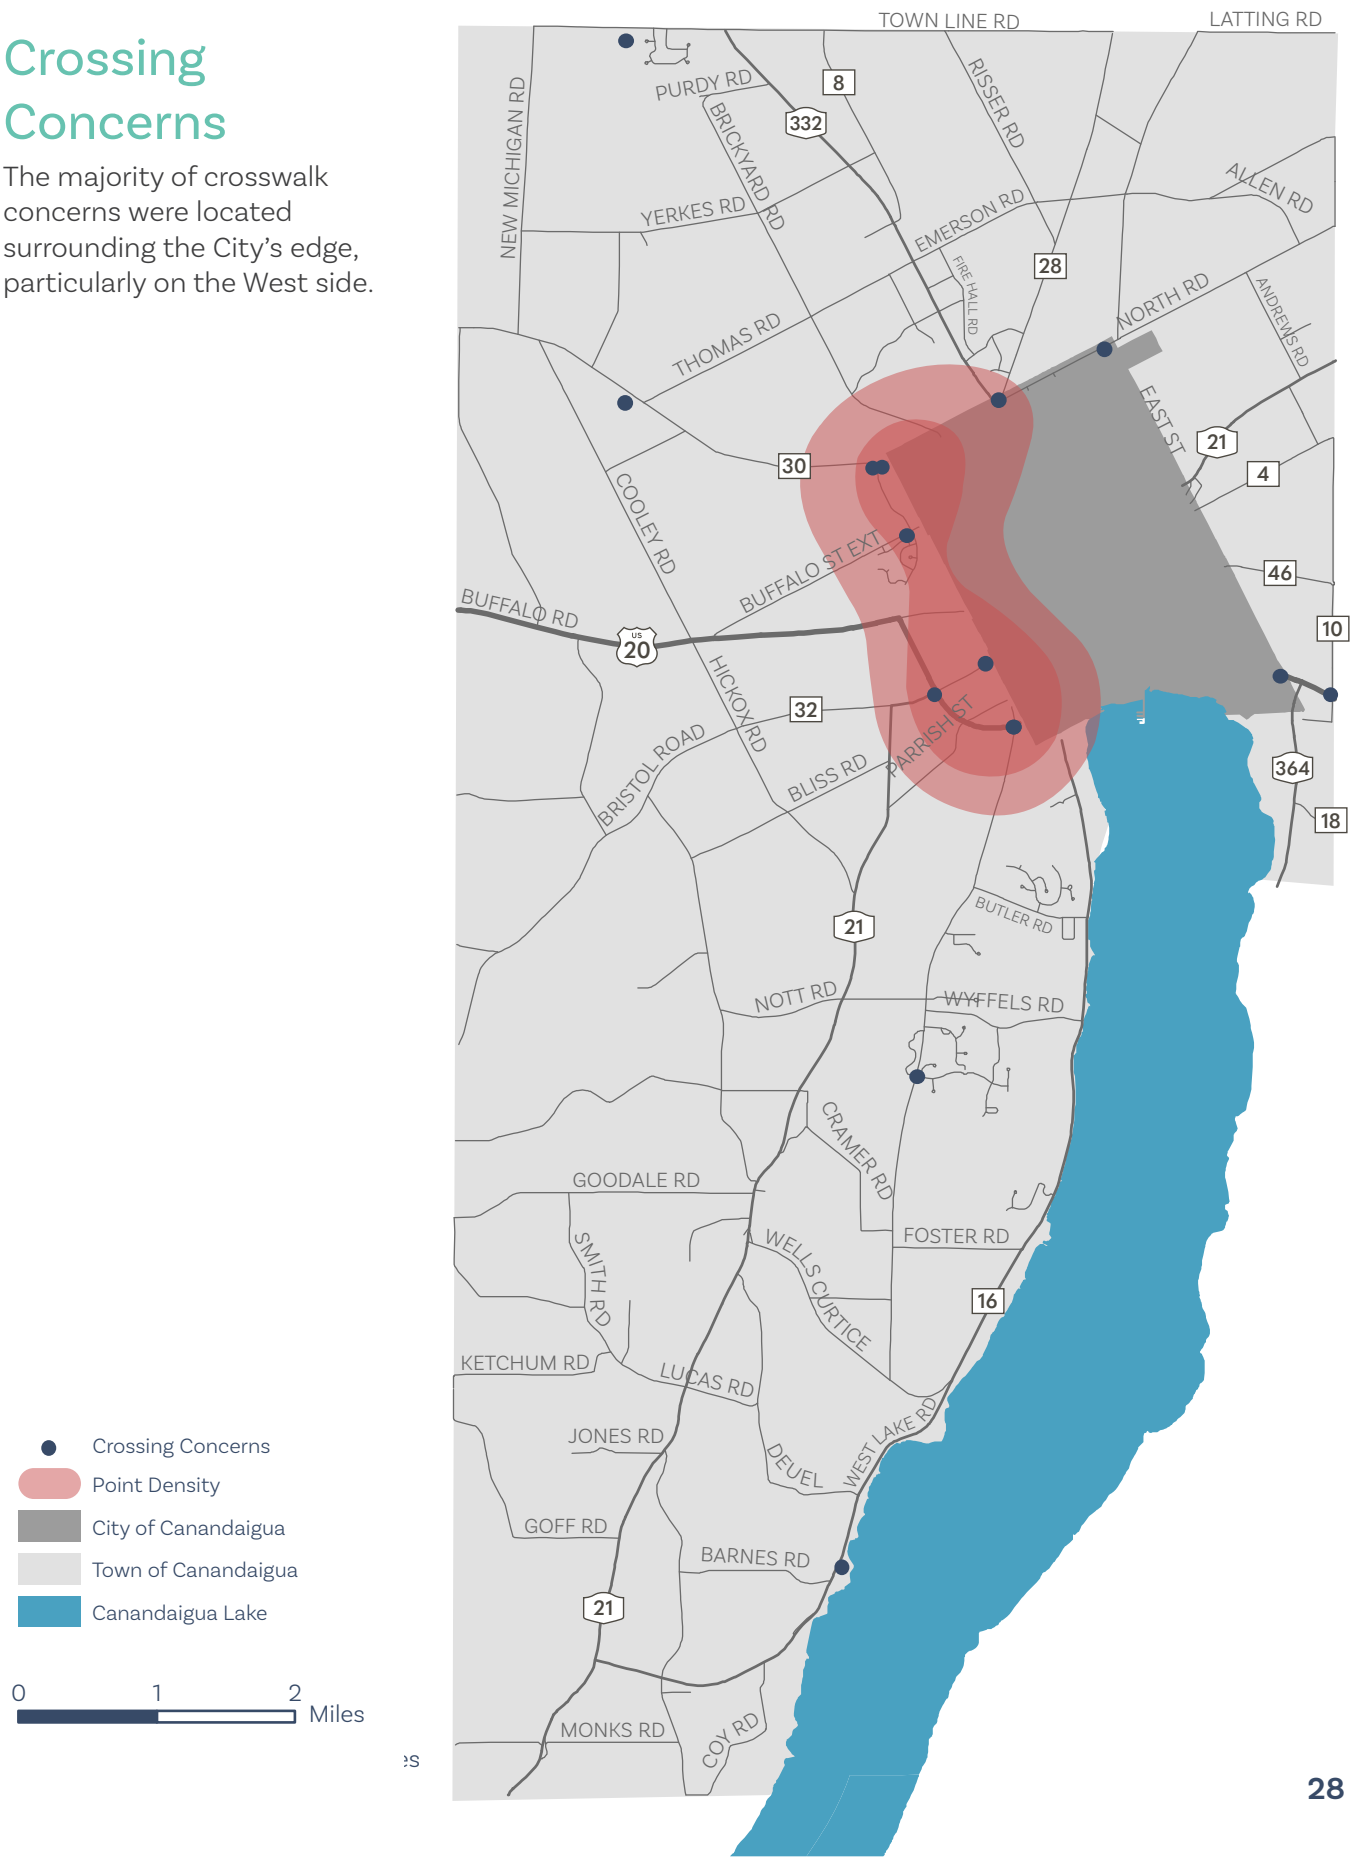 Crossing
Concerns
The majority of crosswalk
concerns were located
surrounding the City's edge,
particularly on the West side.
TOWN LINE RD
LATTING RD
NEW MICHIGAN RD
PURDY RD
8
332
RISSER RD
BRICKYARD RD
YERKES RD
ALLEN RD
EMERSON RD
FIRE HALL RD
28
NORTH RD
ANDREWS RD
THOMAS RD
EAST ST
21
4
30
COOLEY RD
BUFFALO ST EXT
46
BUFFALO RD
US
20
10
HICKOX RD
32
PARRISH ST
BRISTOL ROAD
BLISS RD
364
18
21
BUTLER RD
NOTT RD
WYFFELS RD
CRAMER RD
GOODALE RD
SMITH RD
WELLS CURTICE
FOSTER RD
16
KETCHUM RD
LUCAS RD
JONES RD
DEUEL
WEST LAKE RD
GOFF RD
BARNES RD
21
MONKS RD
COY RD
Crossing Concerns
Point Density
City of Canandaigua
Town of Canandaigua
Canandaigua Lake
0 1 2
Miles
es
28